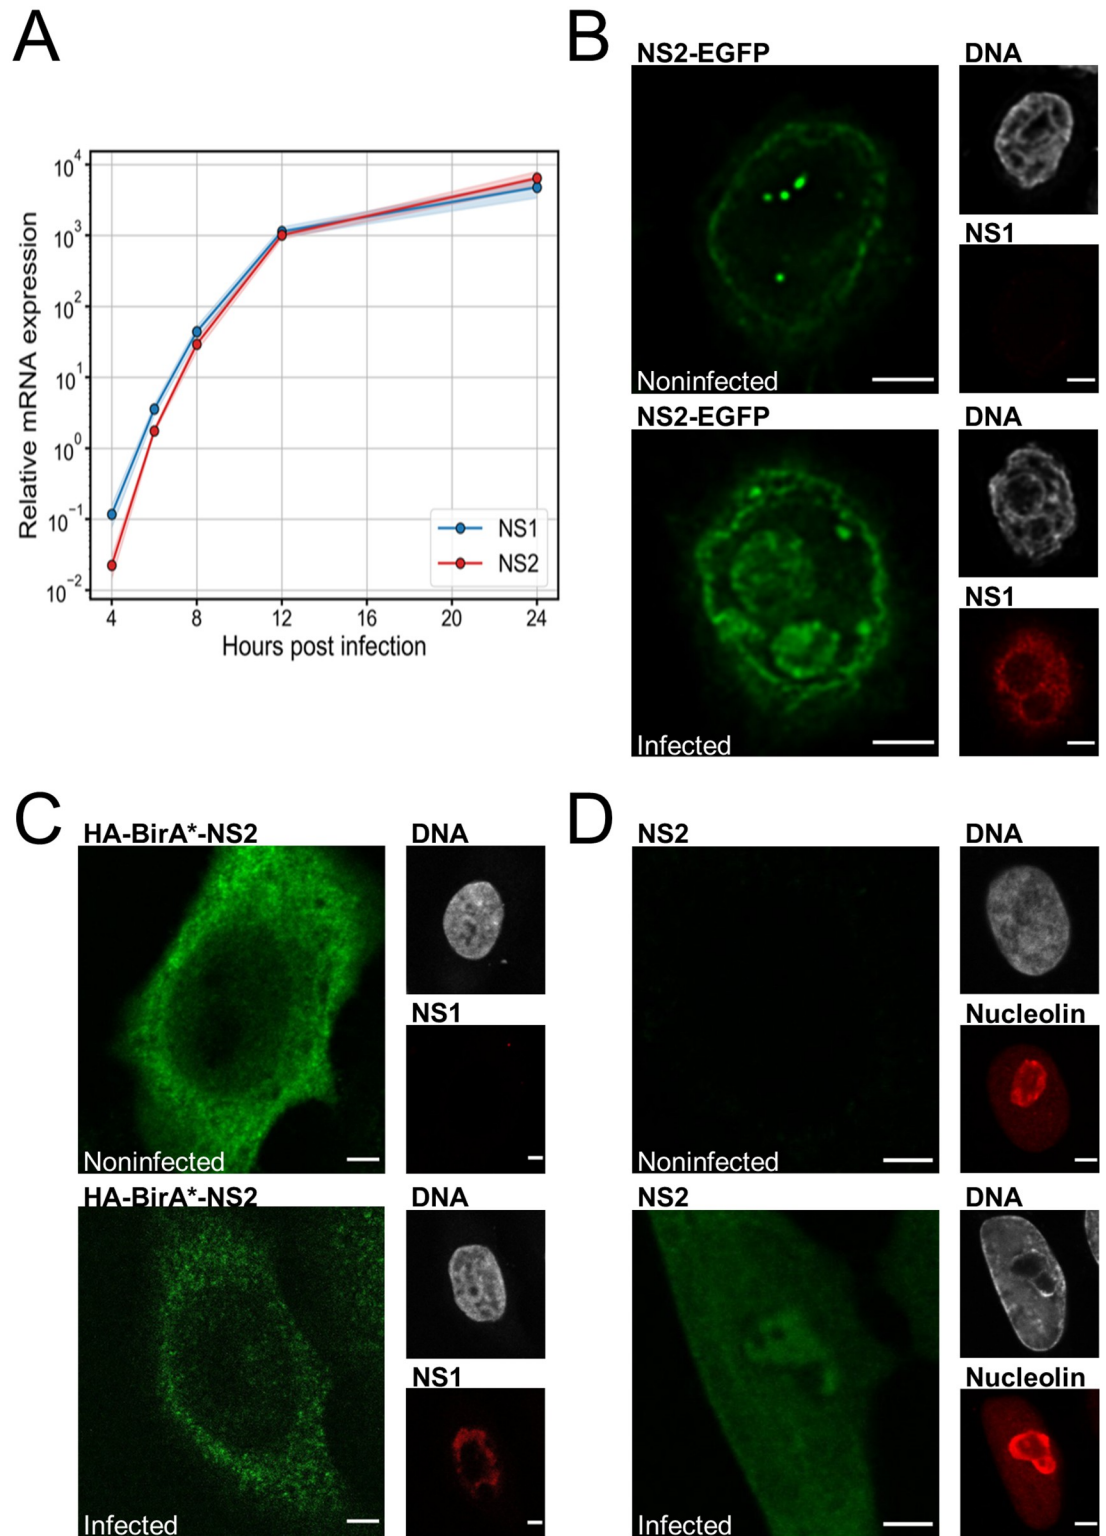 A
10^4
10^3
10^2
10^1
10^0
10^-1
10^-2
Relative mRNA expression
NS1
NS2
4 8 12 16 20 24
Hours post infection
B
NS2-EGFP
DNA
NS1
Noninfected
NS2-EGFP
DNA
NS1
Infected
C
HA-BirA*-NS2
DNA
NS1
Noninfected
HA-BirA*-NS2
DNA
NS1
Infected
D
NS2
DNA
Nucleolin
Noninfected
NS2
DNA
Nucleolin
Infected